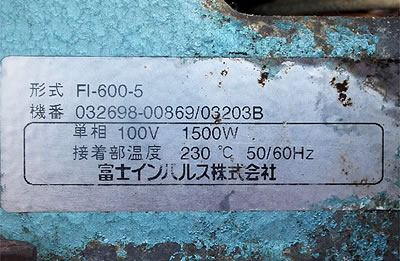 形式 FI-600-5
機番 032698-00869/03203B
単相 100V 1500W
接着部温度 230 ℃ 50/60Hz
富士インパルス株式会社